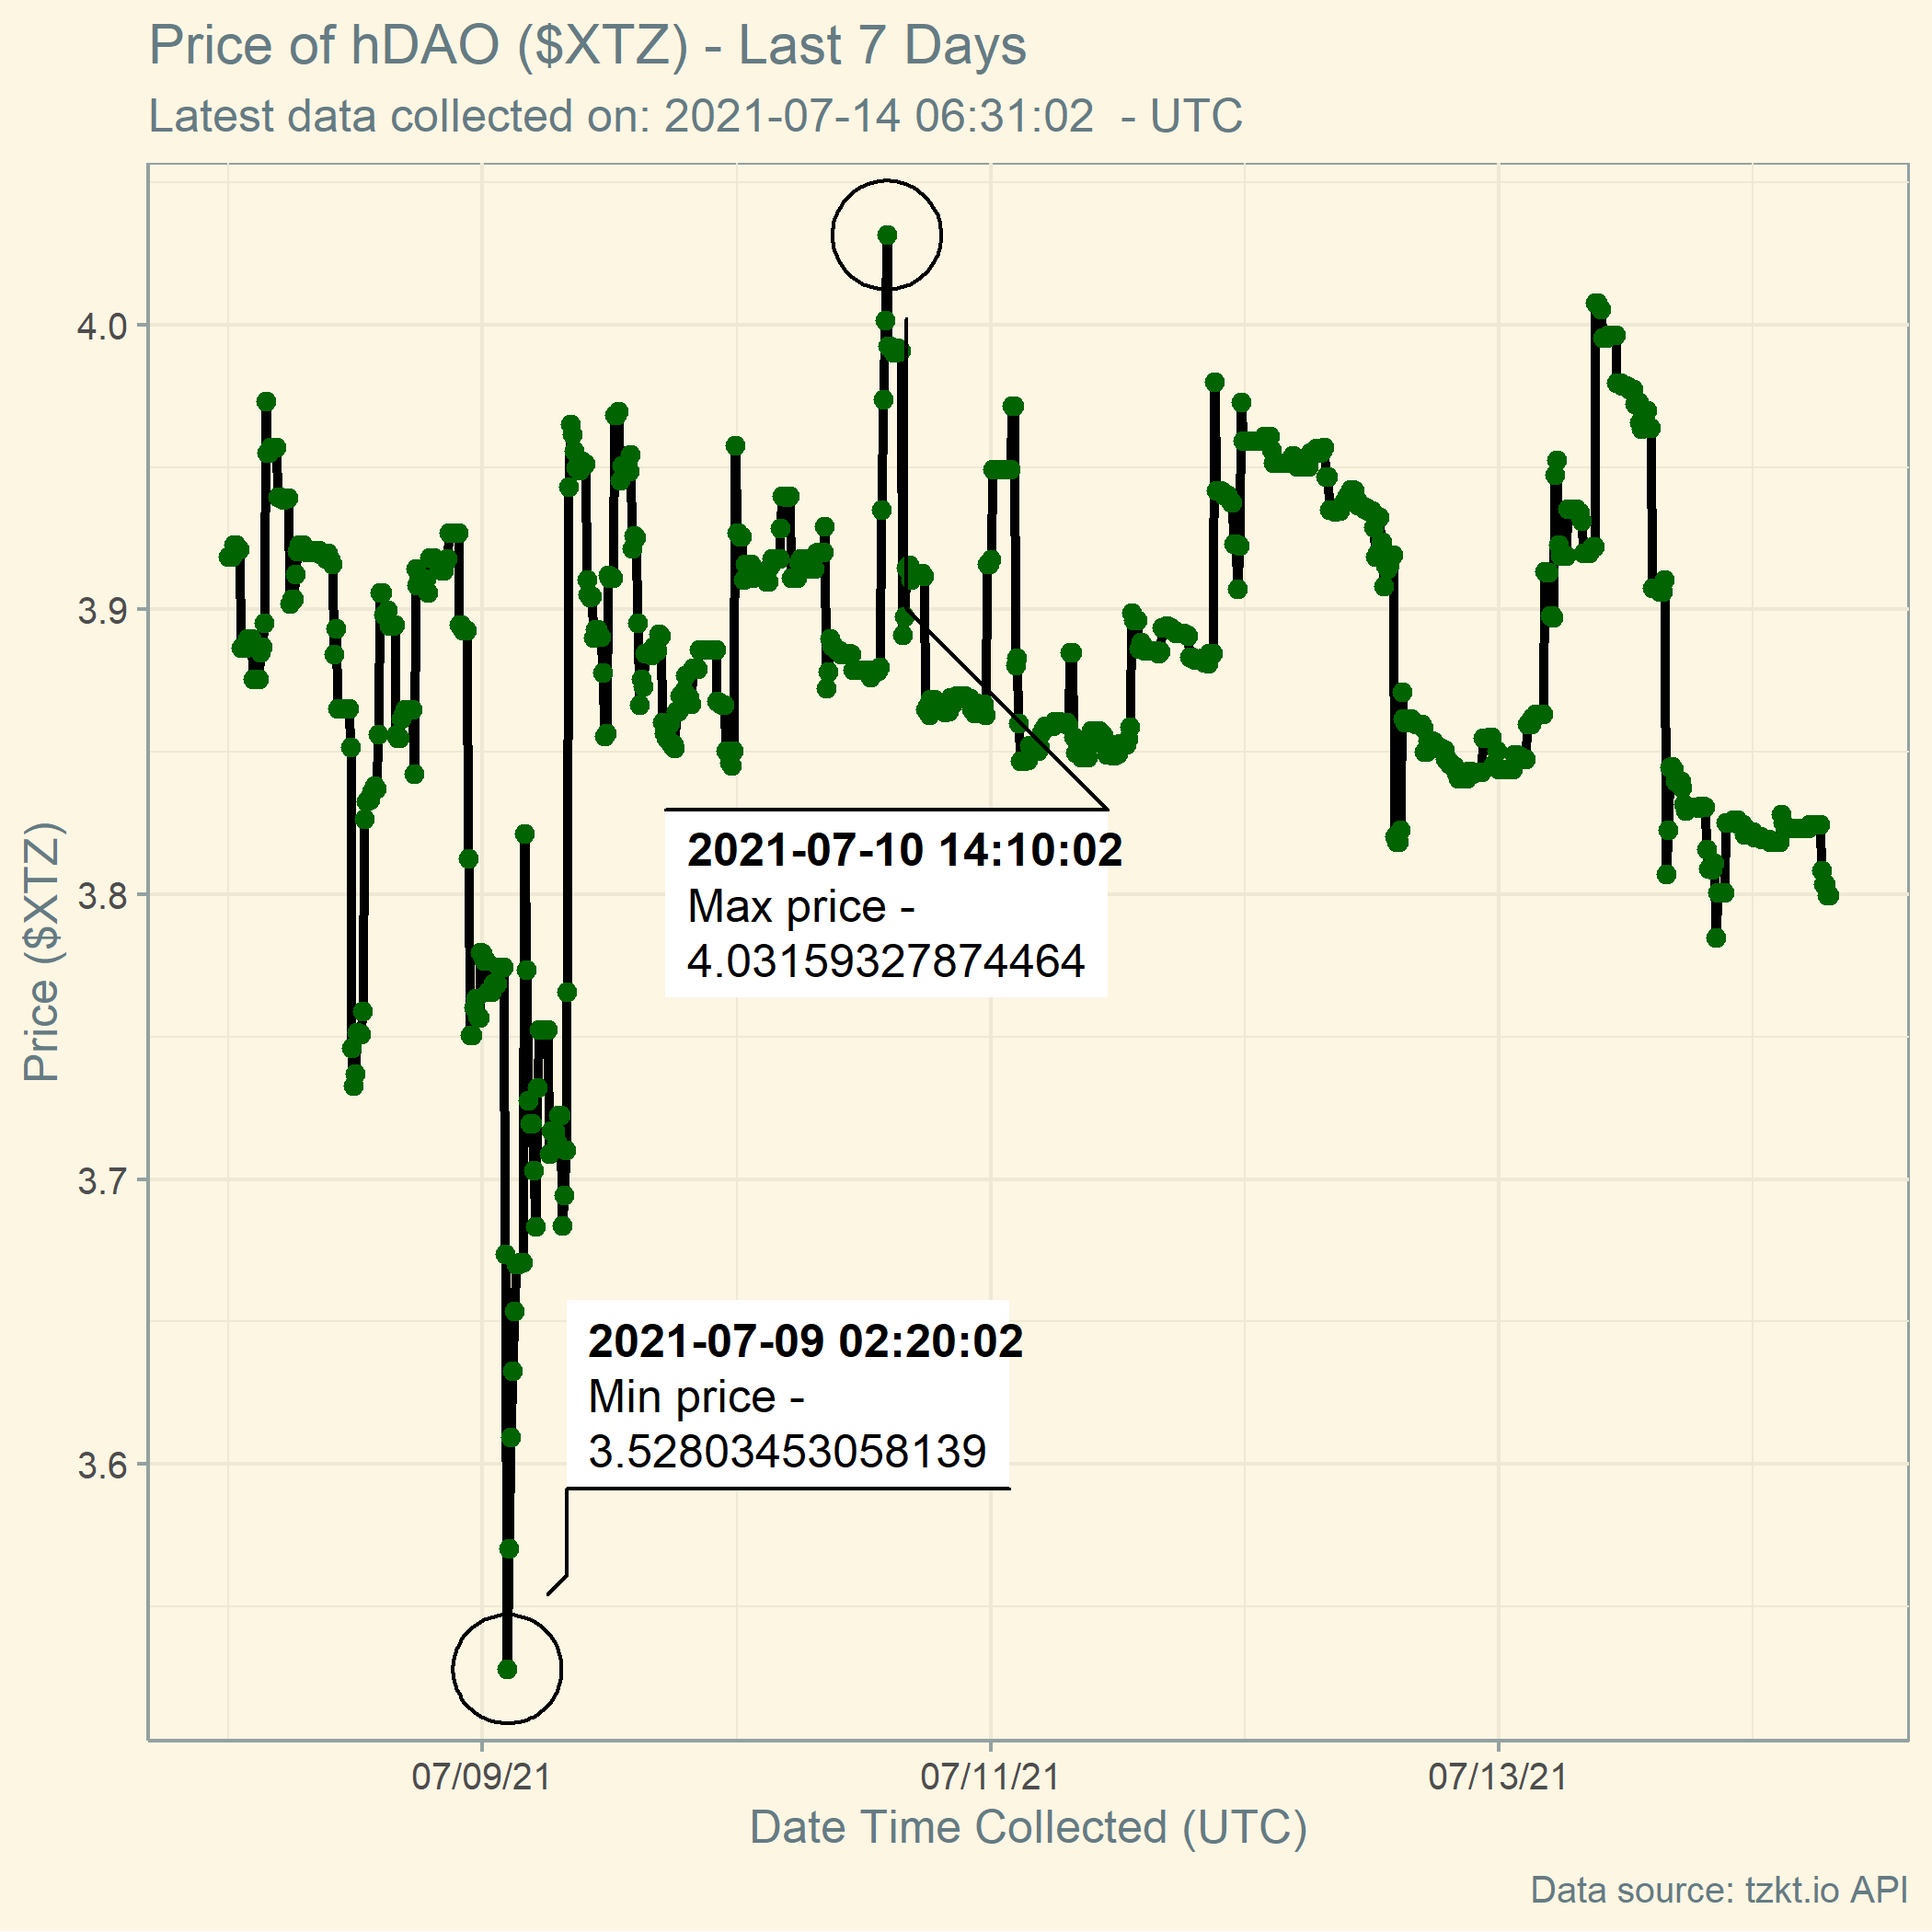 Price of hDAO ($XTZ) - Last 7 Days
Latest data collected on: 2021-07-14 06:31:02  - UTC
Price ($XTZ)
4.0
3.9
3.8
3.7
3.6
2021-07-10 14:10:02
Max price -
4.03159327874464
2021-07-09 02:20:02
Min price -
3.52803453058139
07/09/21
07/11/21
07/13/21
Date Time Collected (UTC)
Data source: tzkt.io API